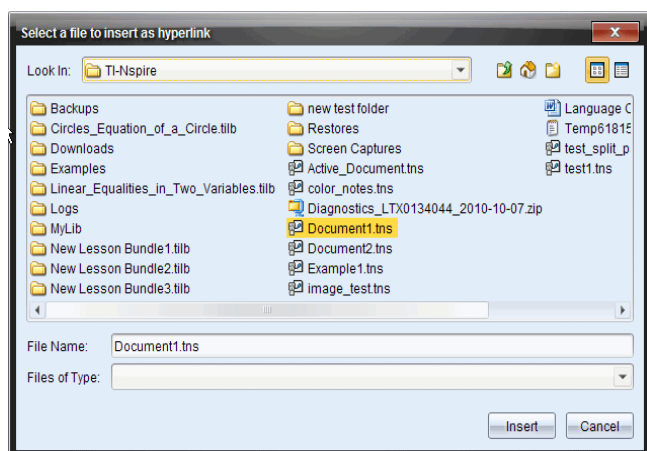 Select a file to insert as hyperlink
Look In: TI-Nspire
Backups
Circles_Equation_of_a_Circle.tilb
Downloads
Examples
Linear_Equalities_in_Two_Variables.tilb
Logs
MyLib
New Lesson Bundle1.tilb
New Lesson Bundle2.tilb
New Lesson Bundle3.tilb
new test folder
Restores
Screen Captures
Active_Document.tns
color_notes.tns
Diagnostics_LTX0134044_2010-10-07.zip
Document1.tns
Document2.tns
Example1.tns
image_test.tns
Language C
Temp61815
test_split_p
test1.tns
File Name: Document1.tns
Files of Type:
Insert Cancel